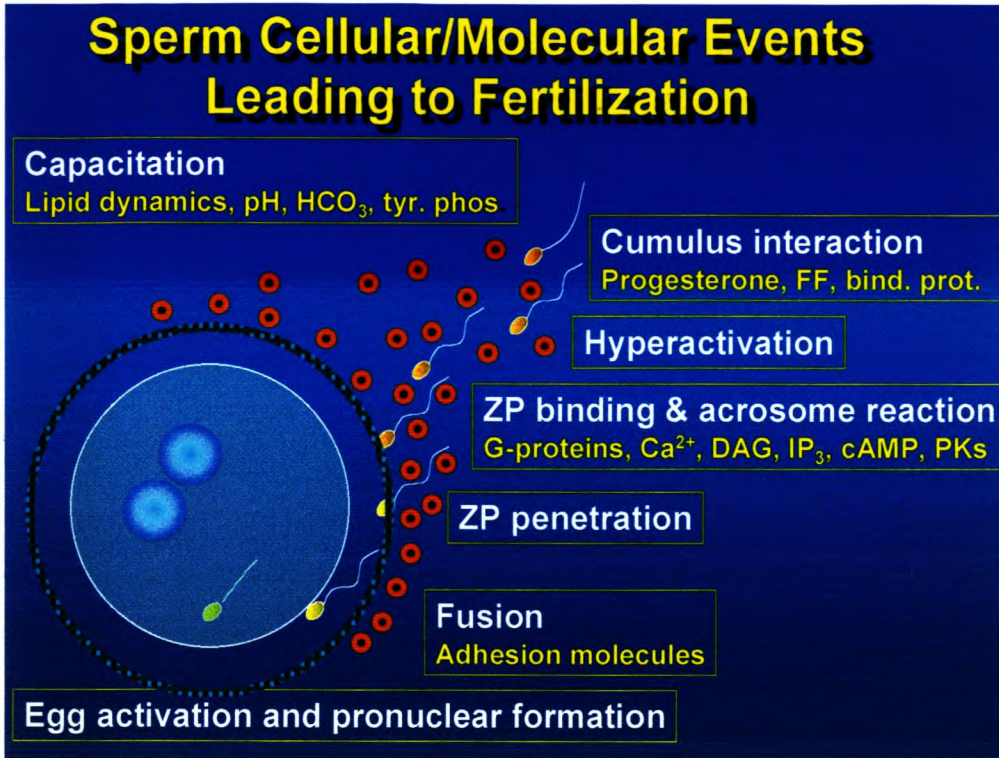 Sperm Cellular/Molecular Events
Leading to Fertilization
Capacitation
Lipid dynamics, pH, HCO₃, tyr. phos
Cumulus interaction
Progesterone, FF, bind. prot.
Hyperactivation
ZP binding & acrosome reaction
G-proteins, Ca²⁺, DAG, IP₃, cAMP, PKs
ZP penetration
Fusion
Adhesion molecules
Egg activation and pronuclear formation